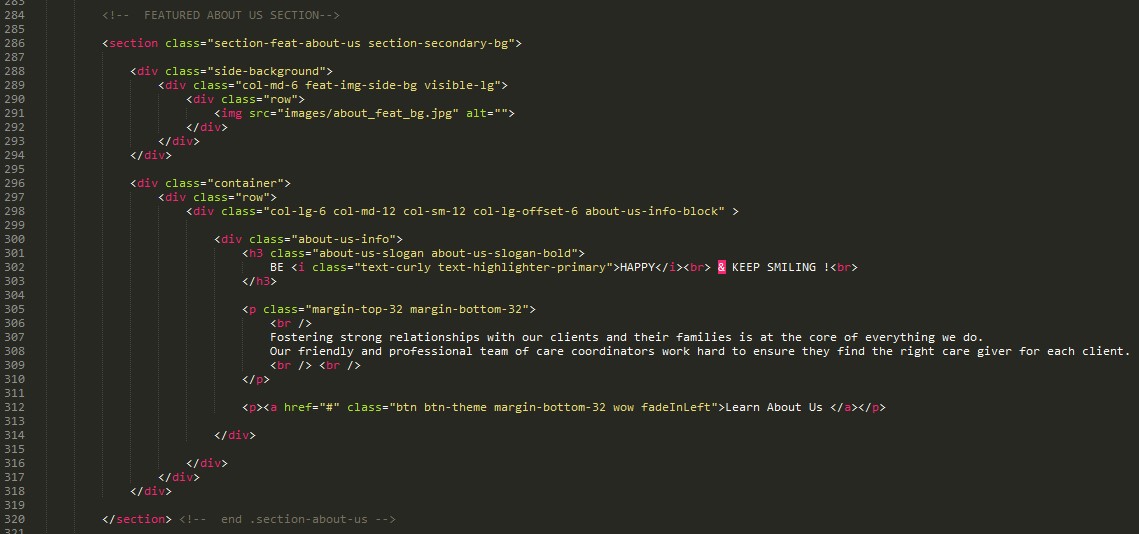 283
284 <!--  FEATURED ABOUT US SECTION-->
285
286 <section class="section-feat-about-us section-secondary-bg">
287
288 <div class="side-background">
289 <div class="col-md-6 feat-img-side-bg visible-lg">
290 <div class="row">
291 <img src="images/about_feat_bg.jpg" alt="">
292 </div>
293 </div>
294 </div>
295
296 <div class="container">
297 <div class="row">
298 <div class="col-lg-6 col-md-12 col-sm-12 col-lg-offset-6 about-us-info-block" >
299
300 <div class="about-us-info">
301 <h3 class="about-us-slogan about-us-slogan-bold">
302 BE <i class="text-curly text-highlighter-primary">HAPPY</i><br> & KEEP SMILING !<br>
303 </h3>
304
305 <p class="margin-top-32 margin-bottom-32">
306 <br />
307 Fostering strong relationships with our clients and their families is at the core of everything we do.
308 Our friendly and professional team of care coordinators work hard to ensure they find the right care giver for each client.
309 <br /> <br />
310 </p>
311
312 <p><a href="#" class="btn btn-theme margin-bottom-32 wow fadeInLeft">Learn About Us </a></p>
313
314 </div>
315
316 </div>
317 </div>
318 </div>
319
320 </section> <!--  end .section-about-us -->
321